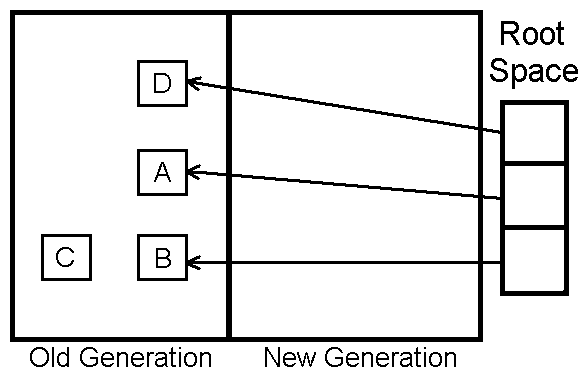 Root
Space
D
A
C
B
Old Generation
New Generation